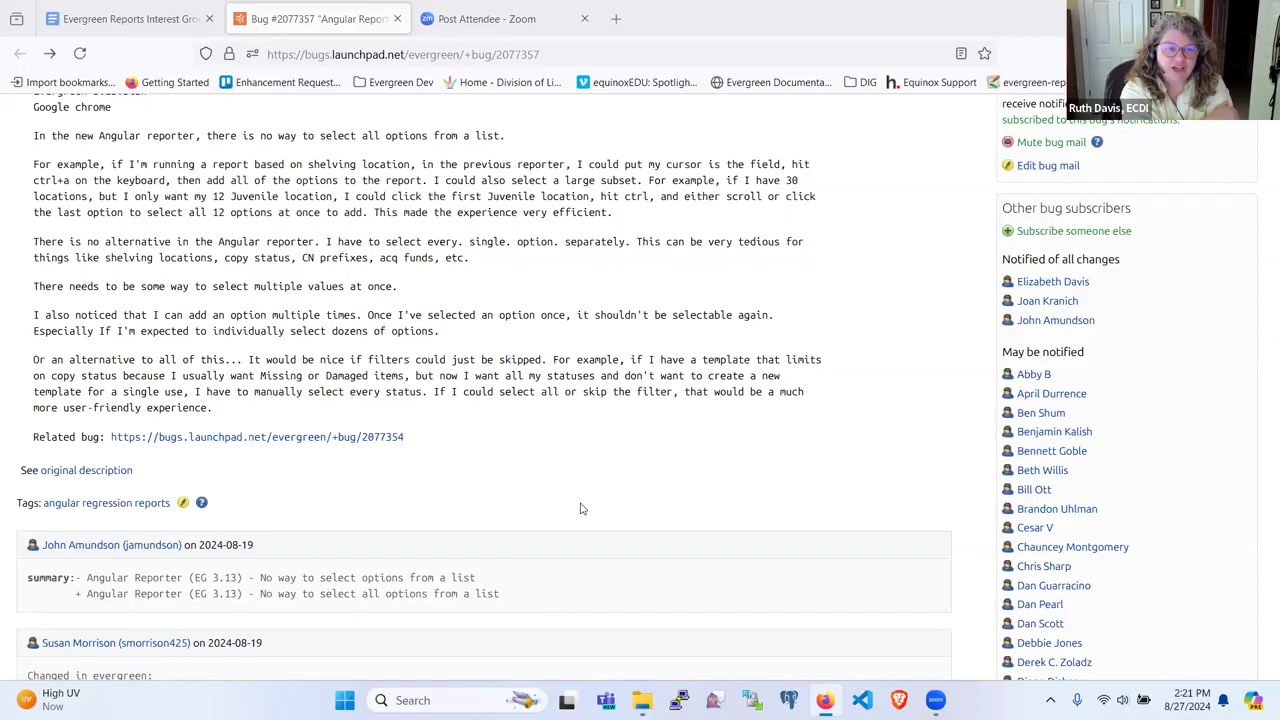 Evergreen Reports Interest Gro
Bug #2077357 "Angular Report
Post Attendee - Zoom
https://bugs.launchpad.net/evergreen/+bug/2077357
Import bookmarks...
Getting Started
Enhancement Request...
Evergreen Dev
Home - Division of Li...
equinoxEDU: Spotligh...
Evergreen Documenta...
DIG
Equinox Support
evergreen-rep
Ruth Davis, ECDI
Google chrome
In the new Angular reporter, there is no way to select all options from a list.
For example, if I'm running a report based on shelving location, in the previous reporter, I could put my cursor is the field, hit
ctrl+a on the keyboard, then add all of the options to the report. I could also select a large subset. For example, if I have 30
locations, but I only want my 12 Juvenile location, I could click the first Juvenile location, hit ctrl, and either scroll or click
the last option to select all 12 options at once to add. This made the experience very efficient.
There is no alternative in the Angular reporter. I have to select every. single. option. separately. This can be very tedious for
things like shelving locations, copy status, CN prefixes, acq funds, etc.
There needs to be some way to select multiple values at once.
I also noticed that I can add an option multiple times. Once I've selected an option once, it shouldn't be selectable again.
Especially If I'm expected to individually select dozens of options.
Or an alternative to all of this... It would be nice if filters could just be skipped. For example, if I have a template that limits
on copy status because I usually want Missing or Damaged items, but now I want all my statuses and don't want to create a new
template for a single use, I have to manually select every status. If I could select all or skip the filter, that would be a much
more user-friendly experience.
Related bug: https://bugs.launchpad.net/evergreen/+bug/2077354
See original description
Tags: angular regression reports
John Amundson (jamundson) on 2024-08-19
summary:- Angular Reporter (EG 3.13) - No way to select options from a list
+ Angular Reporter (EG 3.13) - No way to select all options from a list
Susan Morrison (smorrison425) on 2024-08-19
Changed in evergreen:
receive notifi
subscribed to this bug's notifications.
Mute bug mail
Edit bug mail
Other bug subscribers
Subscribe someone else
Notified of all changes
Elizabeth Davis
Joan Kranich
John Amundson
May be notified
Abby B
April Durrence
Ben Shum
Benjamin Kalish
Bennett Goble
Beth Willis
Bill Ott
Brandon Uhlman
Cesar V
Chauncey Montgomery
Chris Sharp
Dan Guarracino
Dan Pearl
Dan Scott
Debbie Jones
Derek C. Zoladz
High UV
Now
Search
2:21 PM
8/27/2024